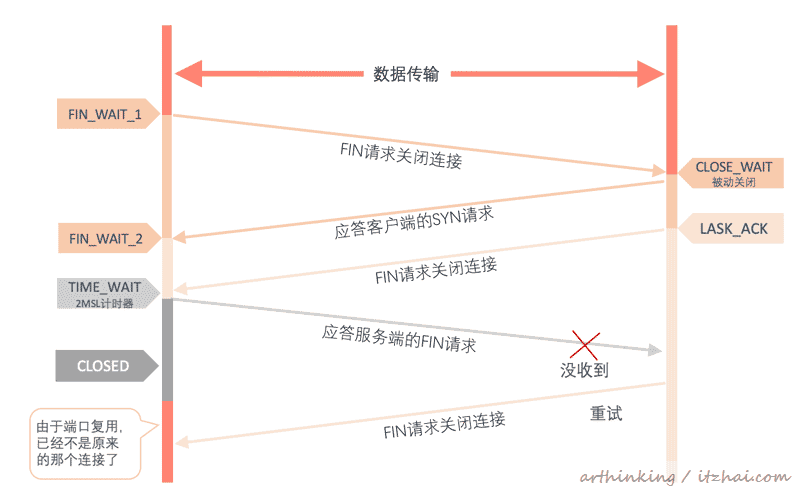 数据传输
FIN_WAIT_1
FIN请求关闭连接
CLOSE_WAIT
被动关闭
应答客户端的SYN请求
LASK_ACK
FIN_WAIT_2
FIN请求关闭连接
TIME_WAIT
2MSL计时器
应答服务端的FIN请求
没收到
CLOSED
重试
FIN请求关闭连接
由于端口复用，
已经不是原来
的那个连接了
arthinking / itzhai.com